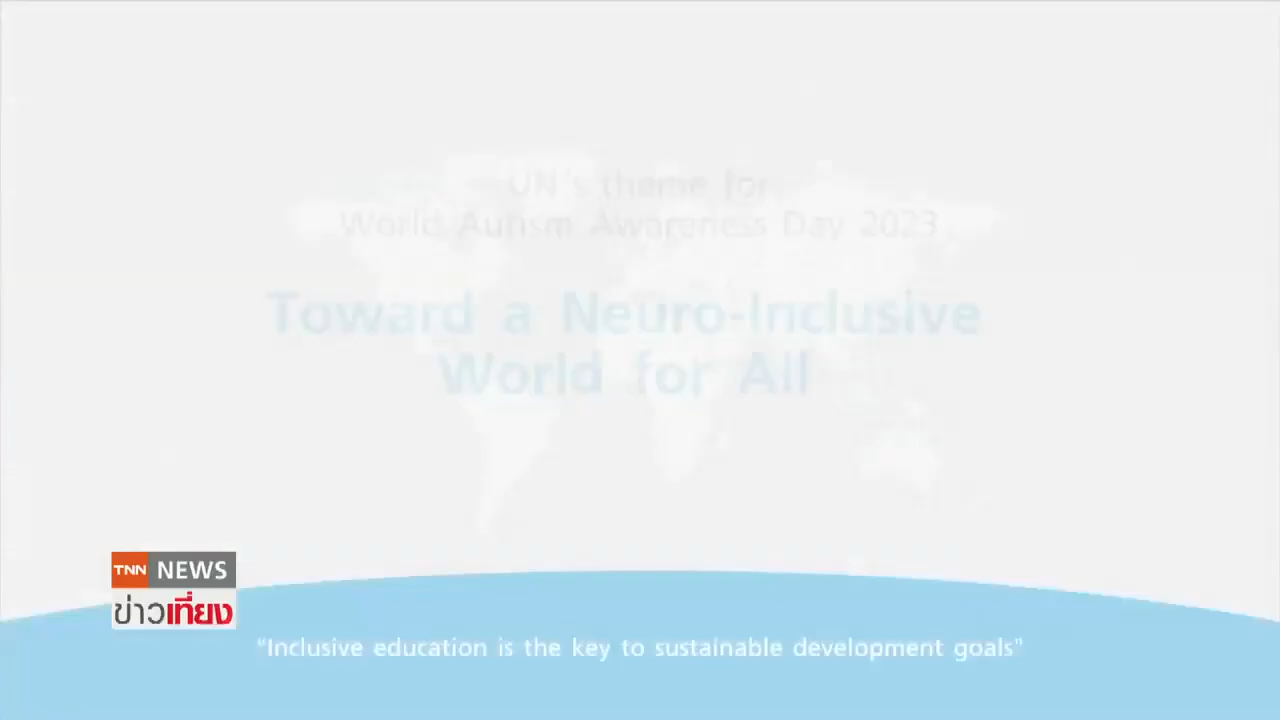 UN's theme for
World Autism Awareness Day 2023
Toward a Neuro-Inclusive
World for All
TNN NEWS
ข่าวเที่ยง
"Inclusive education is the key to sustainable development goals"